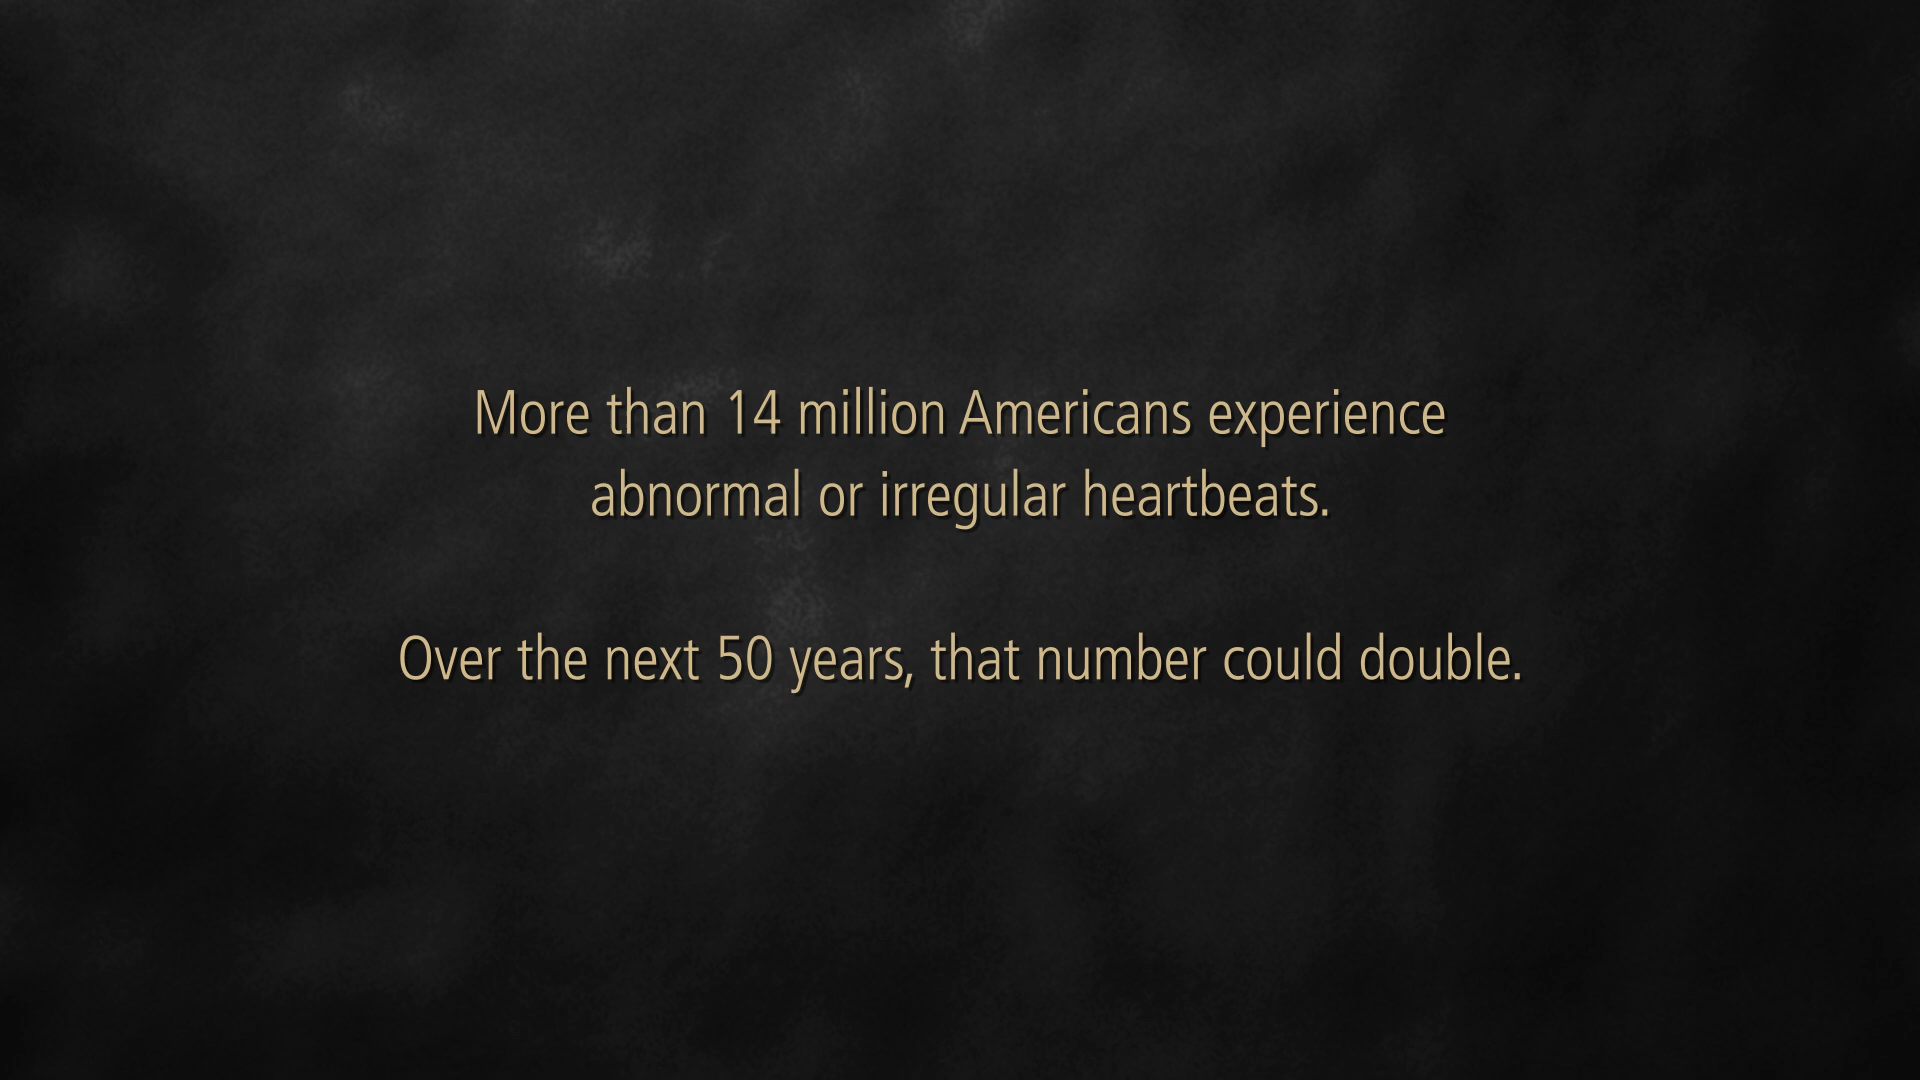 More than 14 million Americans experience
abnormal or irregular heartbeats.
Over the next 50 years, that number could double.